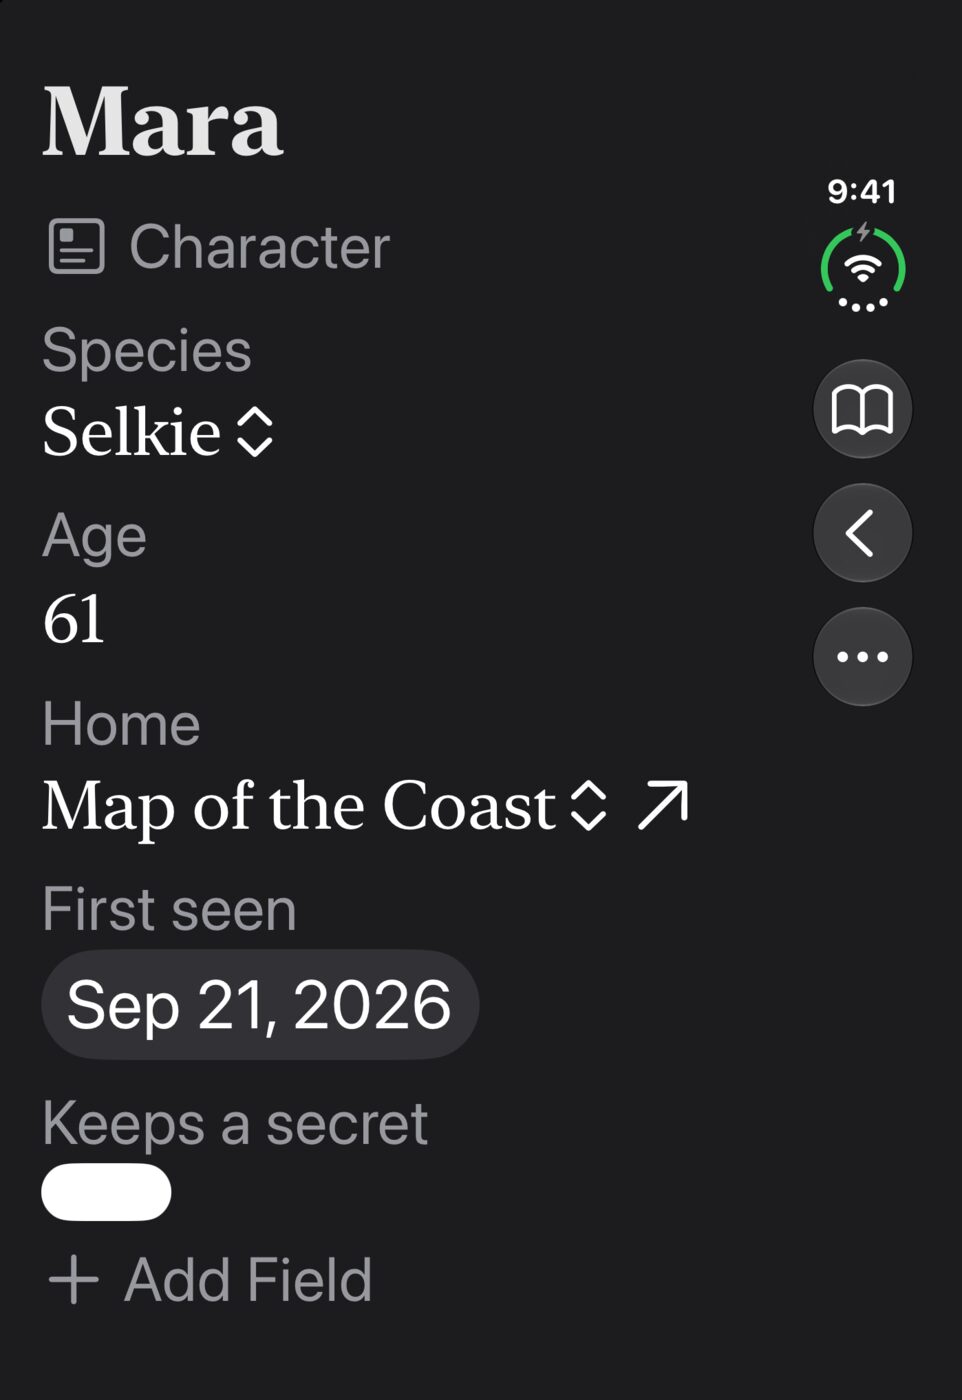 Mara
9:41
Character
Species
Selkie
Age
61
Home
Map of the Coast
First seen
Sep 21, 2026
Keeps a secret
Add Field